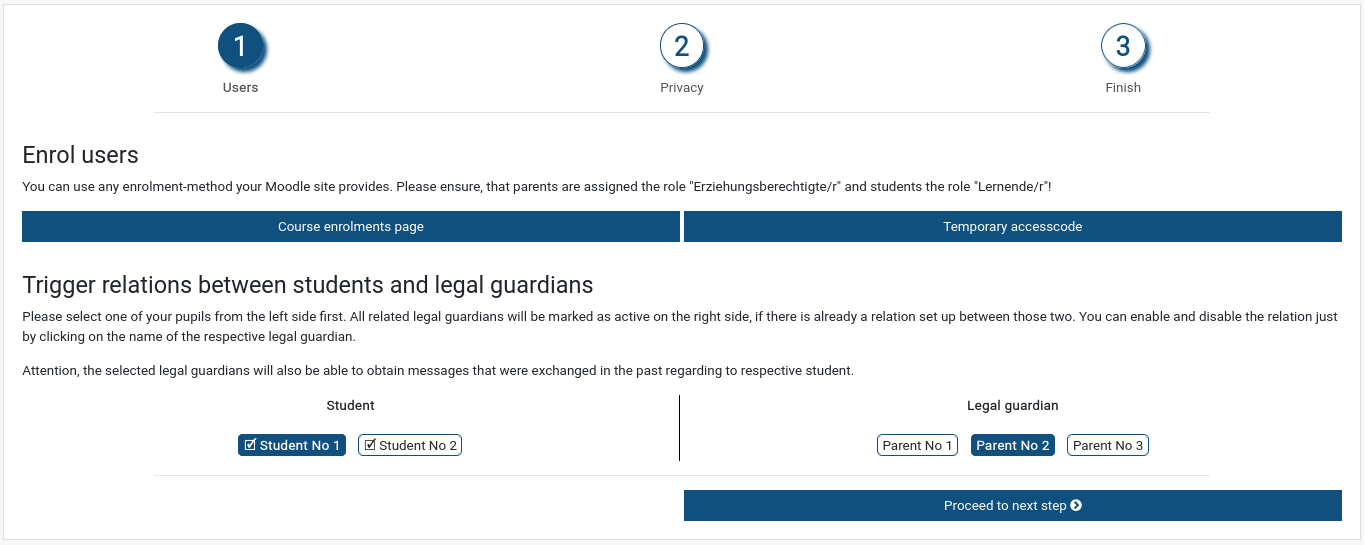 1 2 3
Users Privacy Finish
Enrol users
You can use any enrolment-method your Moodle site provides. Please ensure, that parents are assigned the role "Erziehungsberechtigte/r" and students the role "Lernende/r"!
Course enrolments page Temporary accesscode
Trigger relations between students and legal guardians
Please select one of your pupils from the left side first. All related legal guardians will be marked as active on the right side, if there is already a relation set up between those two. You can enable and disable the relation just
by clicking on the name of the respective legal guardian.
Attention, the selected legal guardians will also be able to obtain messages that were exchanged in the past regarding to respective student.
Student Legal guardian
Student No 1 Student No 2 Parent No 1 Parent No 2 Parent No 3
Proceed to next step